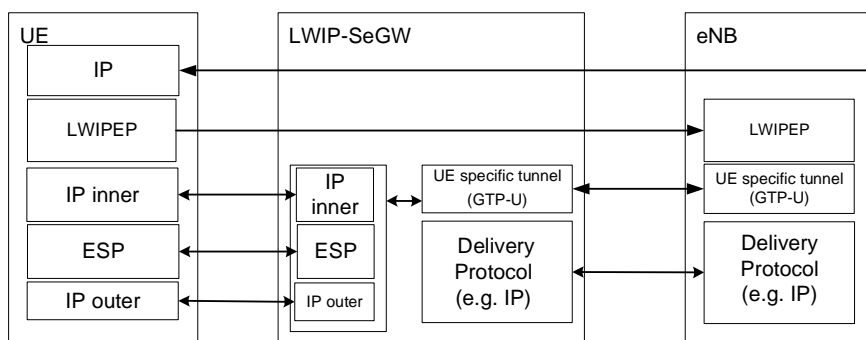 UE
LWIP-SeGW
eNB
IP
LWIPEP
LWIPEP
IP inner
IP
inner
UE specific tunnel
(GTP-U)
UE specific tunnel
(GTP-U)
ESP
ESP
Delivery
Protocol
(e.g. IP)
Delivery
Protocol
(e.g. IP)
IP outer
IP outer